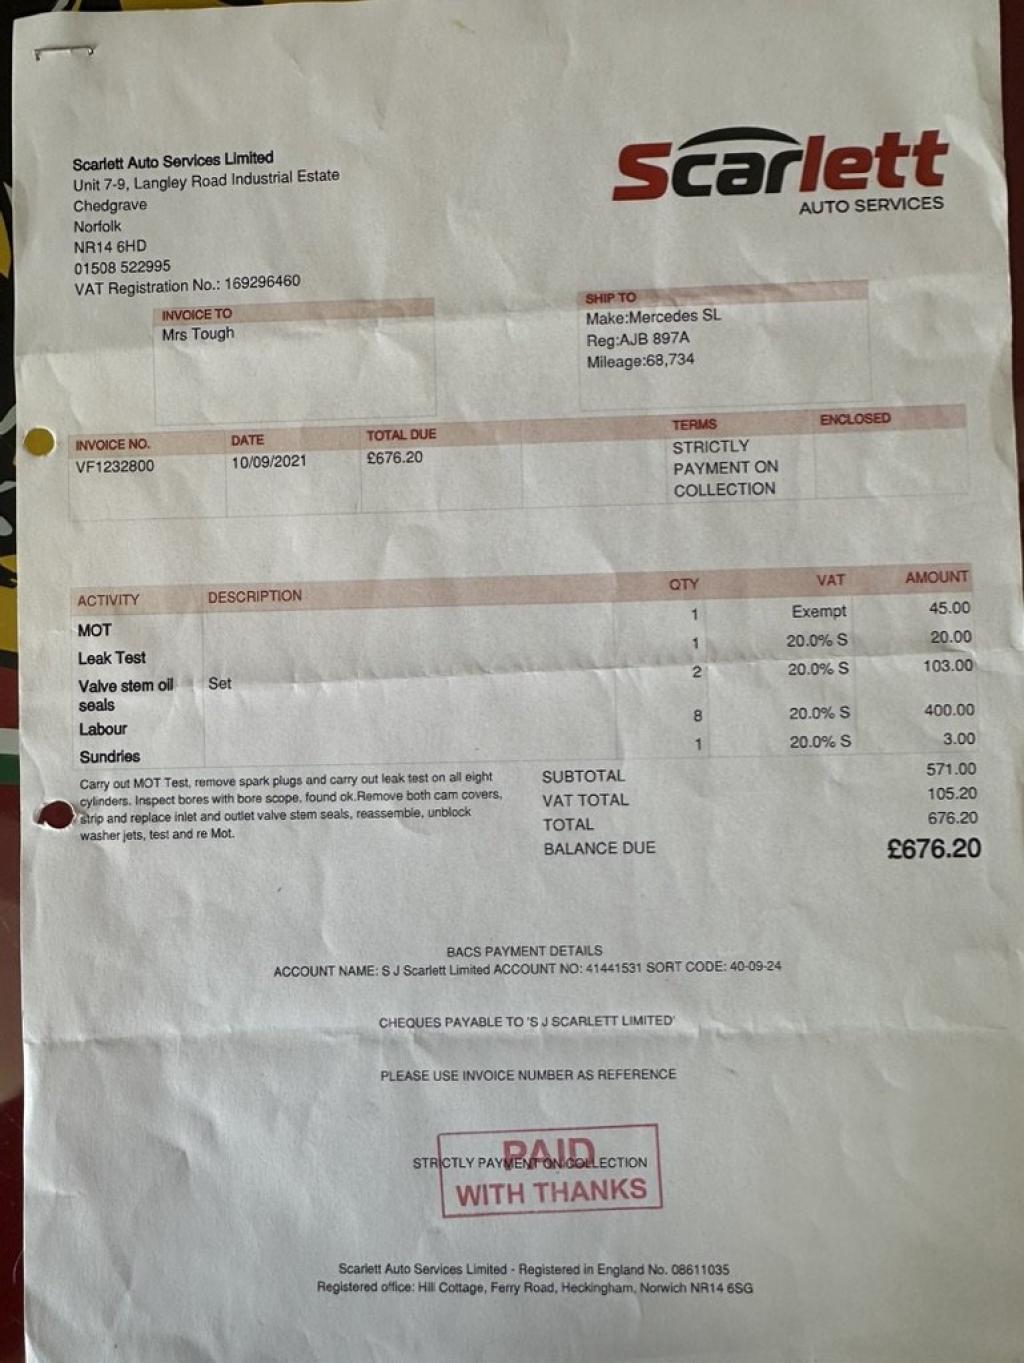 Scarlett
AUTO SERVICES
Scarlett Auto Services Limited
Unit 7-9, Langley Road Industrial Estate
Chedgrave
Norfolk
NR14 6HD
01508 522995
VAT Registration No.: 169296460
INVOICE TO
Mrs Tough
SHIP TO
Make:Mercedes SL
Reg:AJB 897A
Mileage:68,734
INVOICE NO. DATE TOTAL DUE TERMS ENCLOSED
VF1232800 10/09/2021 £676.20 STRICTLY
PAYMENT ON
COLLECTION
ACTIVITY DESCRIPTION QTY VAT AMOUNT
MOT 1 Exempt 45.00
Leak Test 1 20.0% S 20.00
Valve stem oil Set 2 20.0% S 103.00
seals
Labour 8 20.0% S 400.00
Sundries 1 20.0% S 3.00
Carry out MOT Test, remove spark plugs and carry out leak test on all eight
cylinders. Inspect bores with bore scope, found ok.Remove both cam covers,
strip and replace inlet and outlet valve stem seals, reassemble, unblock
washer jets, test and re Mot.
SUBTOTAL 571.00
VAT TOTAL 105.20
TOTAL 676.20
BALANCE DUE £676.20
BACS PAYMENT DETAILS
ACCOUNT NAME: S J Scarlett Limited ACCOUNT NO: 41441531 SORT CODE: 40-09-24
CHEQUES PAYABLE TO 'S J SCARLETT LIMITED'
PLEASE USE INVOICE NUMBER AS REFERENCE
PAID
STRICTLY PAYMENT ON COLLECTION
WITH THANKS
Scarlett Auto Services Limited - Registered in England No. 08611035
Registered office: Hill Cottage, Ferry Road, Heckingham, Norwich NR14 6SG